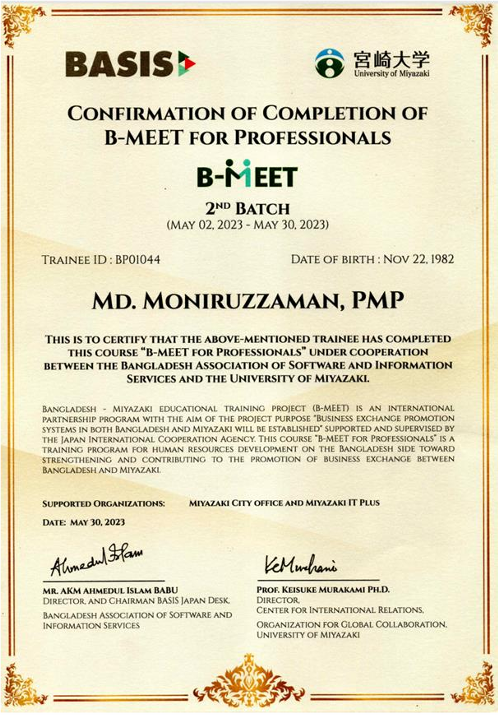 BASIS
宮崎大学
University of Miyazaki
Confirmation of Completion of
B-MEET for Professionals
B-MEET
2nd Batch
(May 02, 2023 - May 30, 2023)
Trainee ID : BP01044
Date of birth : Nov 22, 1982
Md. Moniruzzaman, PMP
This is to certify that the above-mentioned trainee has completed
this course "B-MEET for Professionals" under cooperation
between the Bangladesh Association of Software and Information
Services and the University of Miyazaki.
Bangladesh - Miyazaki Educational Training Project (B-MEET) is an international
partnership program with the aim of the project purpose "Business exchange promotion
systems in both Bangladesh and Miyazaki will be established" supported and supervised by
the Japan International Cooperation Agency. This course "B-MEET for Professionals" is a
training program for human resources development on the Bangladesh side toward
strengthening and contributing to the promotion of business exchange between
Bangladesh and Miyazaki.
Supported Organizations: Miyazaki City office and Miyazaki IT Plus
Date: May 30, 2023
Ahmedul Islam
Mr. AKM Ahmedul Islam Babu
Director, and Chairman BASIS Japan Desk,
Bangladesh Association of Software and
Information Services
Prof. Keisuke Murakami Ph.D.
Director,
Center for International Relations,
Organization for Global Collaboration,
University of Miyazaki